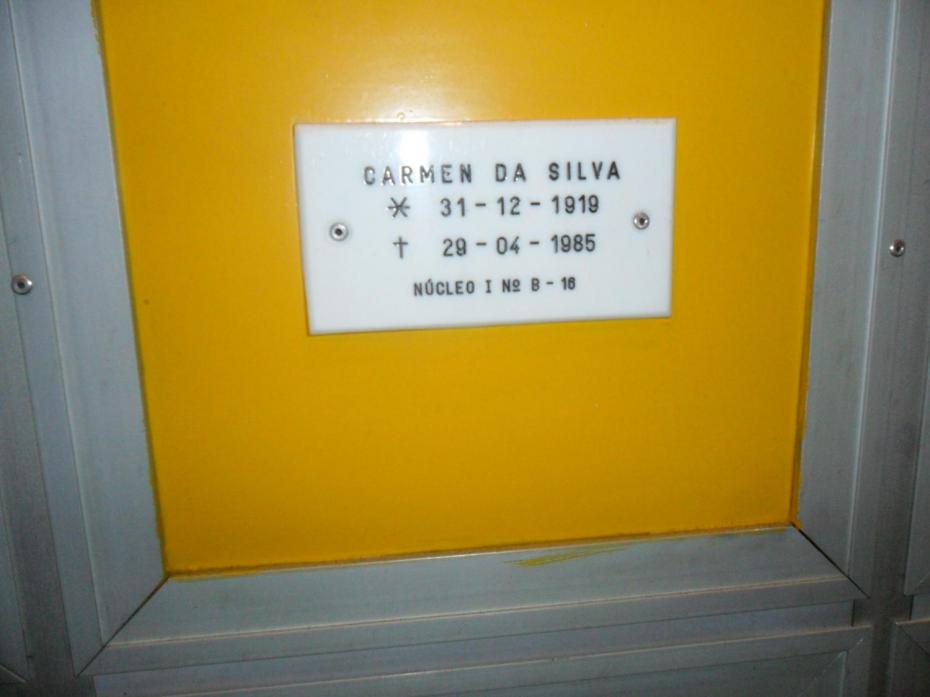 CARMEN DA SILVA
* 31-12-1919
† 29-04-1985
NÚCLEO I Nº B-16